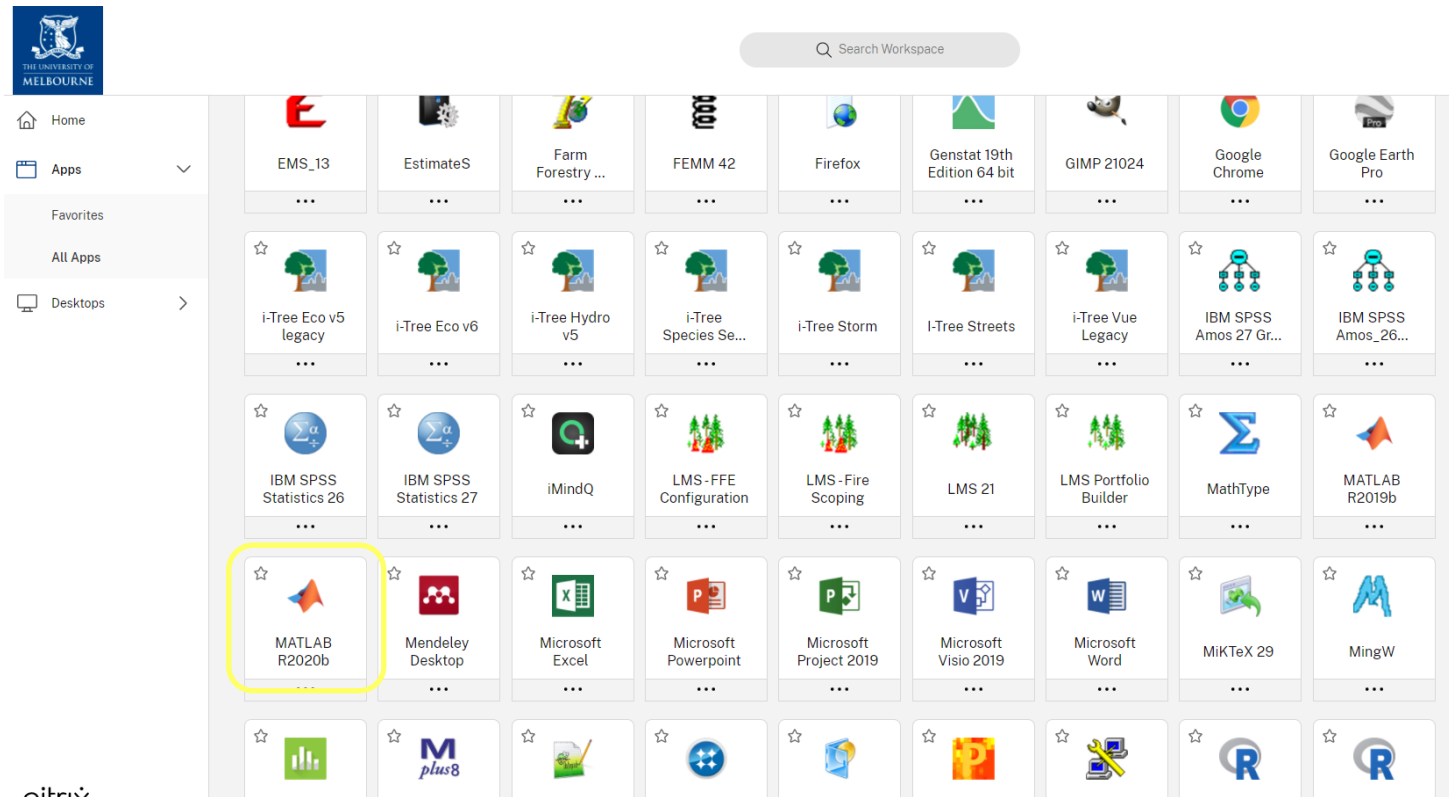 THE UNIVERSITY OF
MELBOURNE
Search Workspace
Home
Apps
Favorites
All Apps
Desktops
EMS_13
EstimateS
Farm
Forestry ...
FEMM 42
Firefox
Genstat 19th
Edition 64 bit
GIMP 21024
Google
Chrome
Pro
Google Earth
Pro
i-Tree Eco v5
legacy
i-Tree Eco v6
i-Tree Hydro
v5
i-Tree
Species Se...
i-Tree Storm
I-Tree Streets
i-Tree Vue
Legacy
IBM SPSS
Amos 27 Gr...
IBM SPSS
Amos_26...
IBM SPSS
Statistics 26
IBM SPSS
Statistics 27
iMindQ
LMS - FFE
Configuration
LMS - Fire
Scoping
LMS 21
LMS Portfolio
Builder
MathType
MATLAB
R2019b
MATLAB
R2020b
Mendeley
Desktop
Microsoft
Excel
Microsoft
Powerpoint
Microsoft
Project 2019
Microsoft
Visio 2019
Microsoft
Word
MiKTeX 29
MingW
M
plus8
citrix